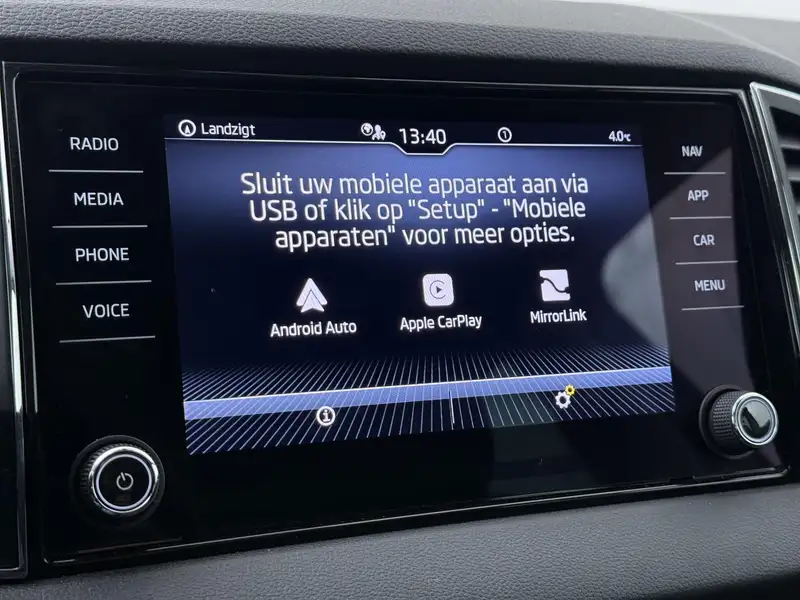 RADIO
MEDIA
PHONE
VOICE
Landzigt
13:40
1
4.0°C
Sluit uw mobiele apparaat aan via
USB of klik op "Setup" - "Mobiele
apparaten" voor meer opties.
Android Auto
Apple CarPlay
MirrorLink
NAV
APP
CAR
MENU